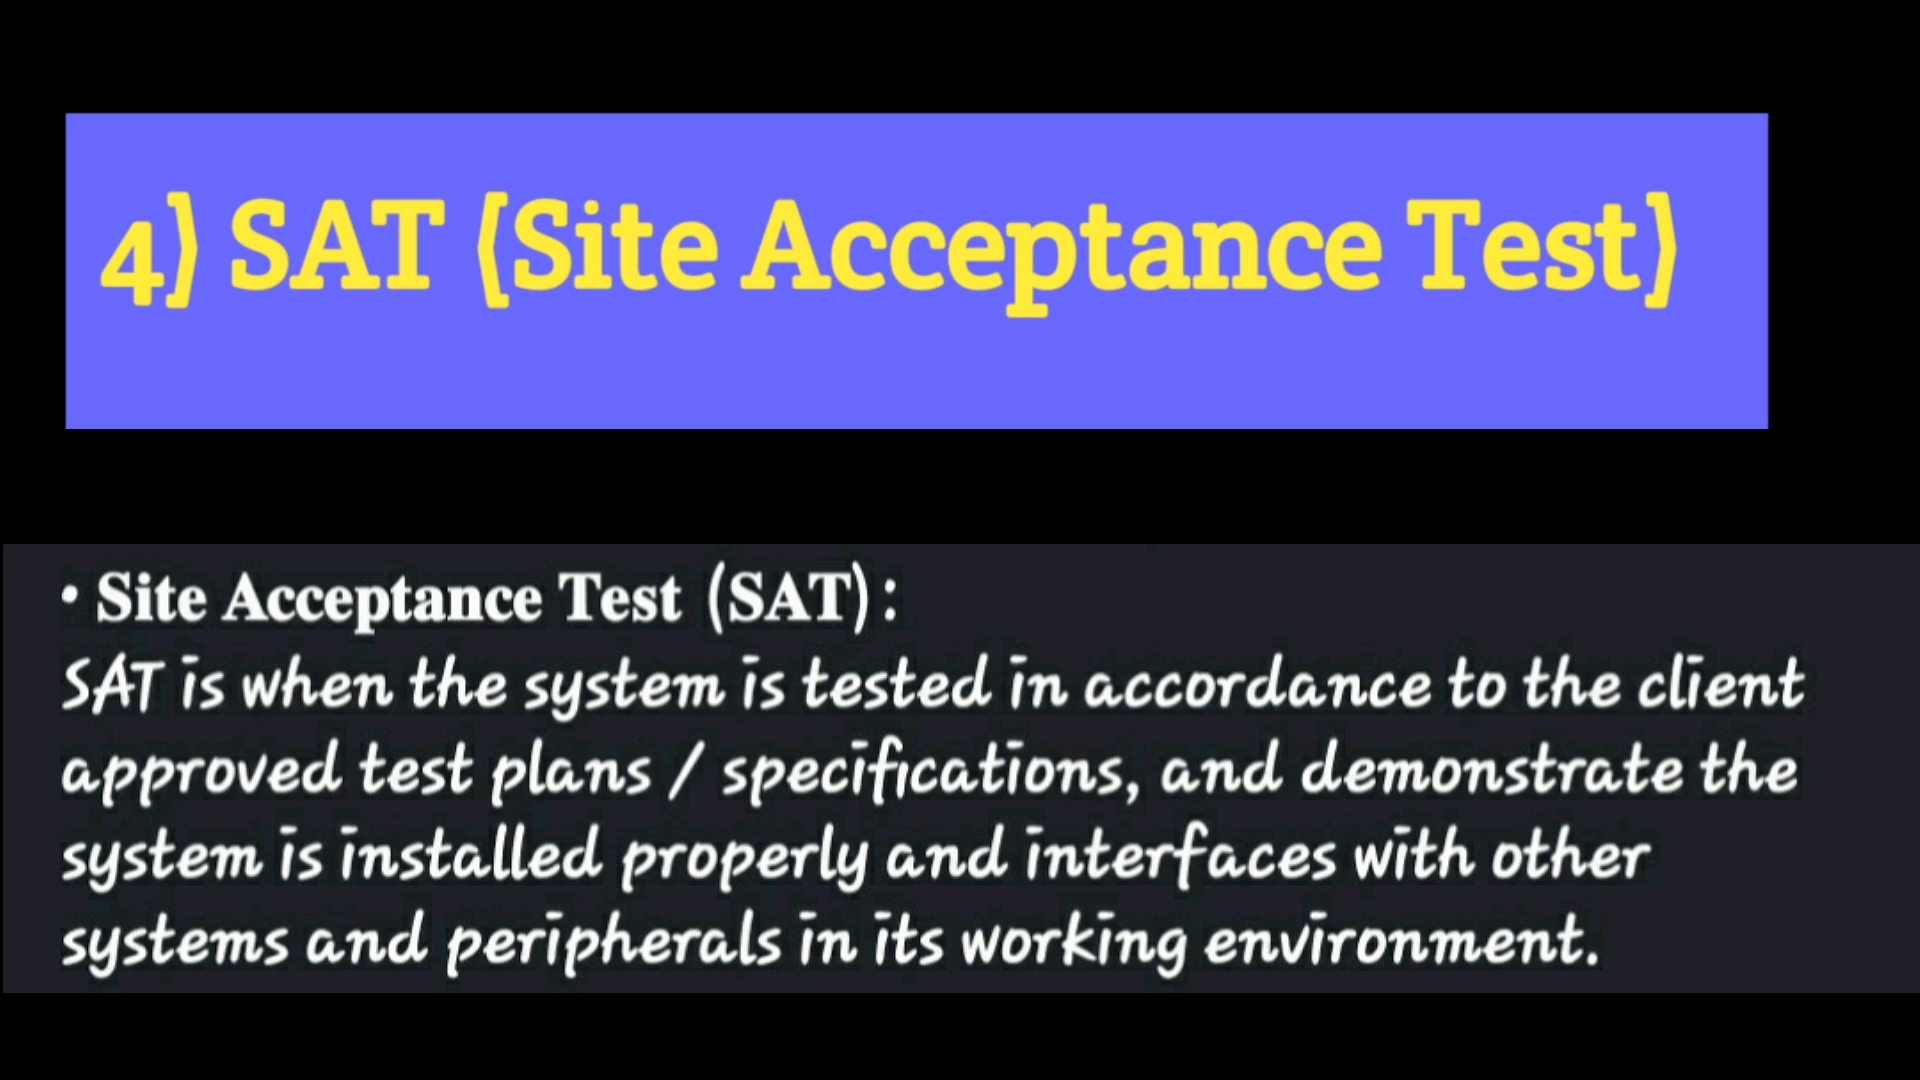 4) SAT (Site Acceptance Test)
• Site Acceptance Test (SAT) :
SAT is when the system is tested in accordance to the client
approved test plans / specifications, and demonstrate the
system is installed properly and interfaces with other
systems and peripherals in its working environment.